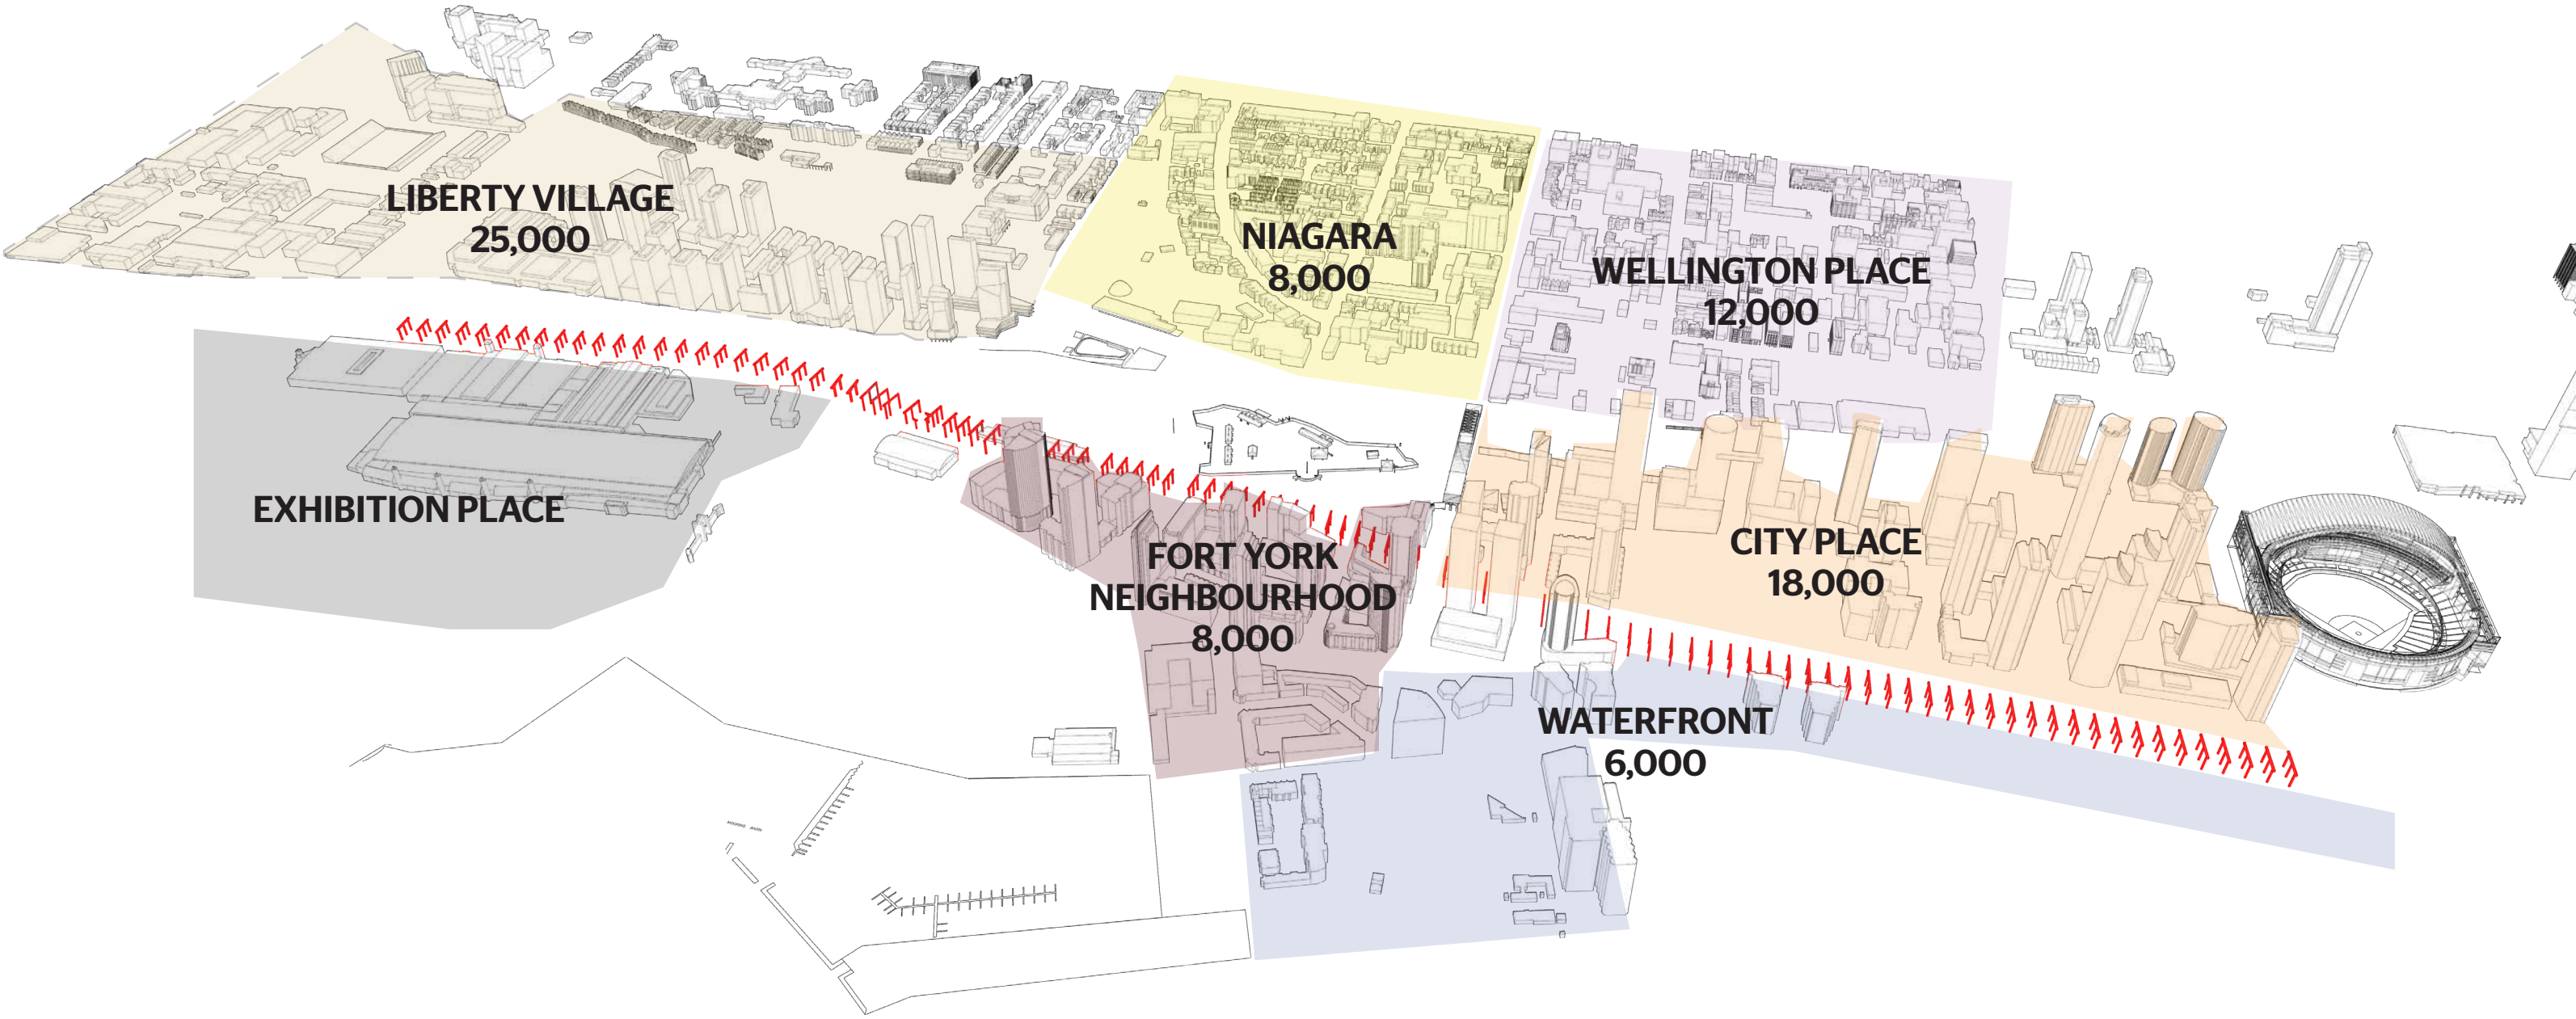 LIBERTY VILLAGE
25,000
NIAGARA
8,000
WELLINGTON PLACE
12,000
EXHIBITION PLACE
FORT YORK
NEIGHBOURHOOD
8,000
CITY PLACE
18,000
WATERFRONT
6,000